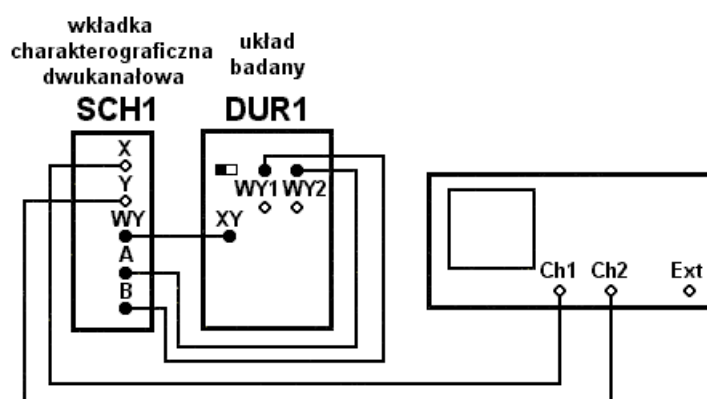 wkładka
charakterograficzna
dwukanałowa
SCH1
układ
badany
DUR1
X
Y
WY
A
B
WY1 WY2
XY
Ch1 Ch2 Ext